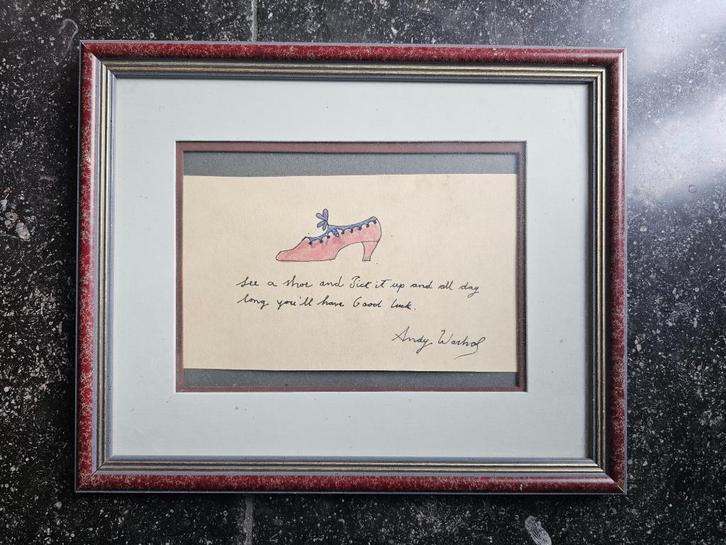 See a shoe and Pick it up and all day
long you'll have Good Luck.
Andy Warhol